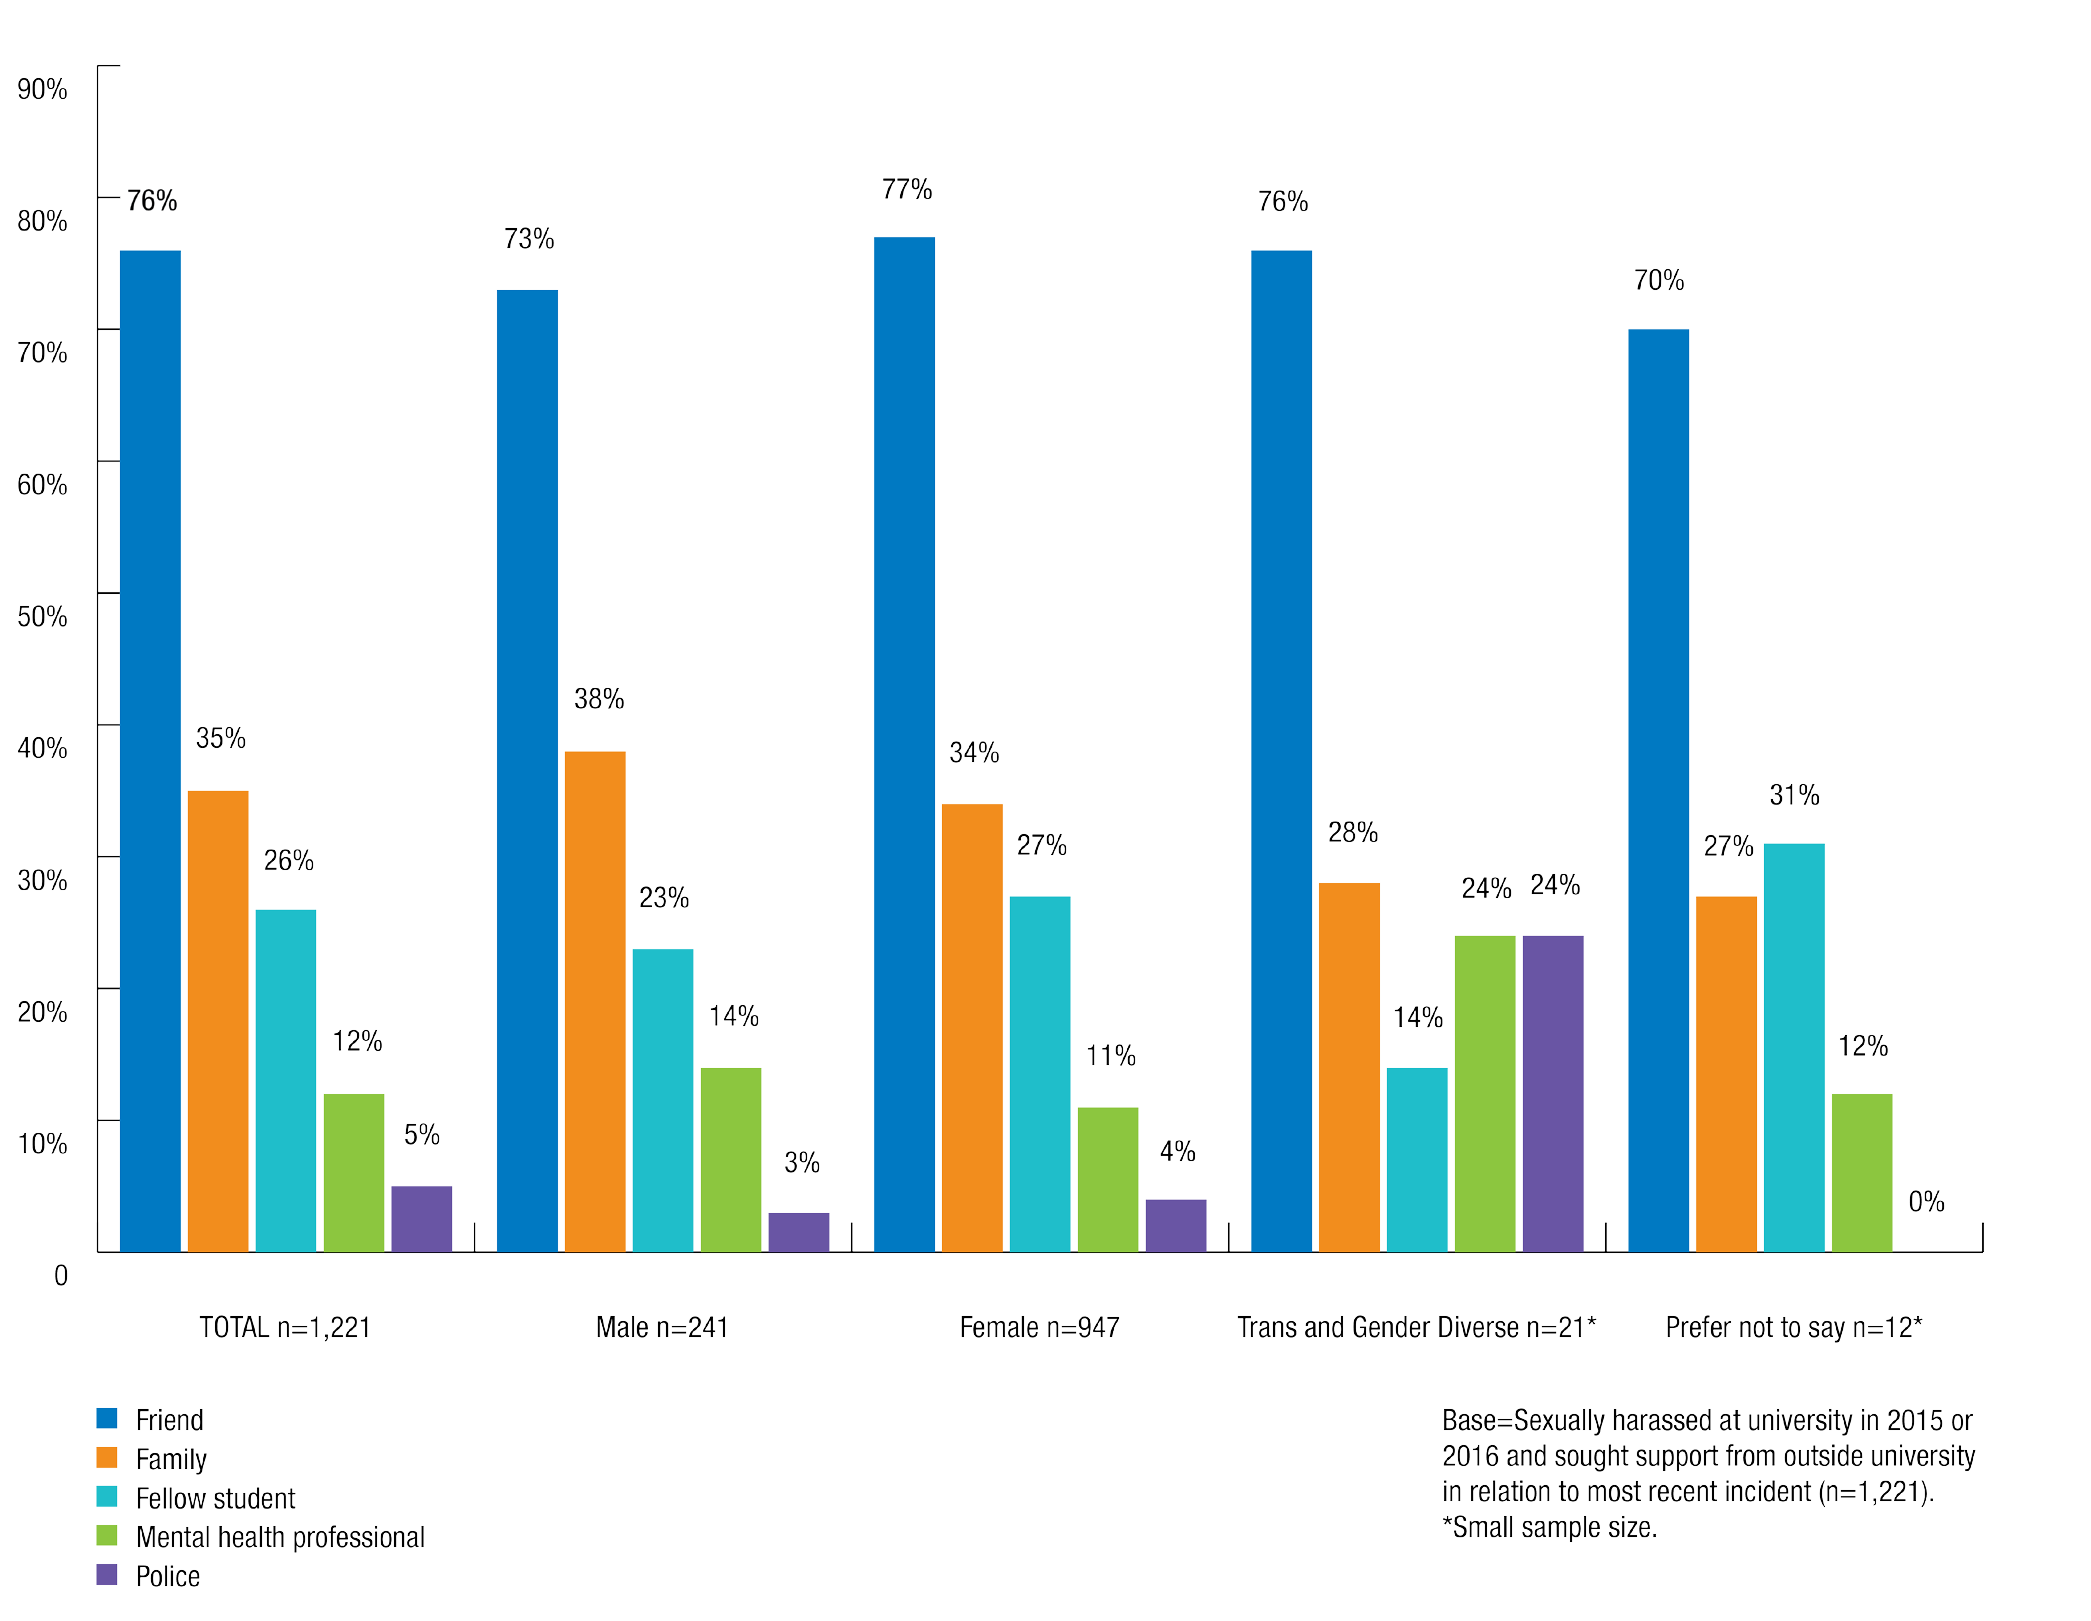 90%
80%
70%
60%
50%
40%
30%
20%
10%
0
76%
35%
26%
12%
5%
73%
38%
23%
14%
3%
77%
34%
27%
11%
4%
76%
28%
14%
24%
24%
70%
27%
31%
12%
0%
TOTAL n=1,221
Male n=241
Female n=947
Trans and Gender Diverse n=21*
Prefer not to say n=12*
Friend
Family
Fellow student
Mental health professional
Police
Base=Sexually harassed at university in 2015 or
2016 and sought support from outside university
in relation to most recent incident (n=1,221).
*Small sample size.